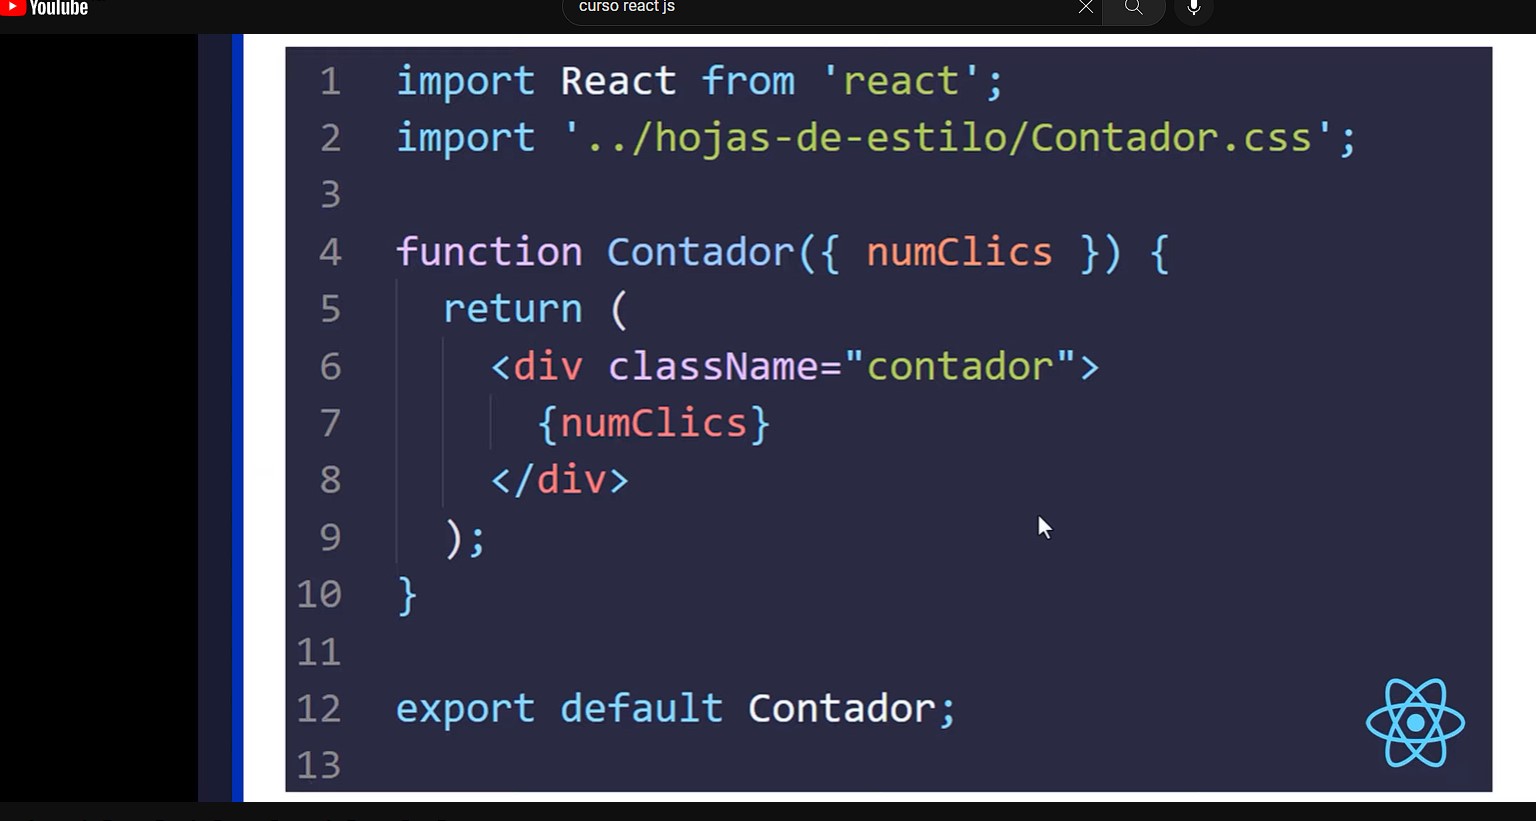 YouTube
curso react js
1 import React from 'react';
2 import '../hojas-de-estilo/Contador.css';
3
4 function Contador({ numClics }) {
5 return (
6 <div className="contador">
7 {numClics}
8 </div>
9 );
10 }
11
12 export default Contador;
13